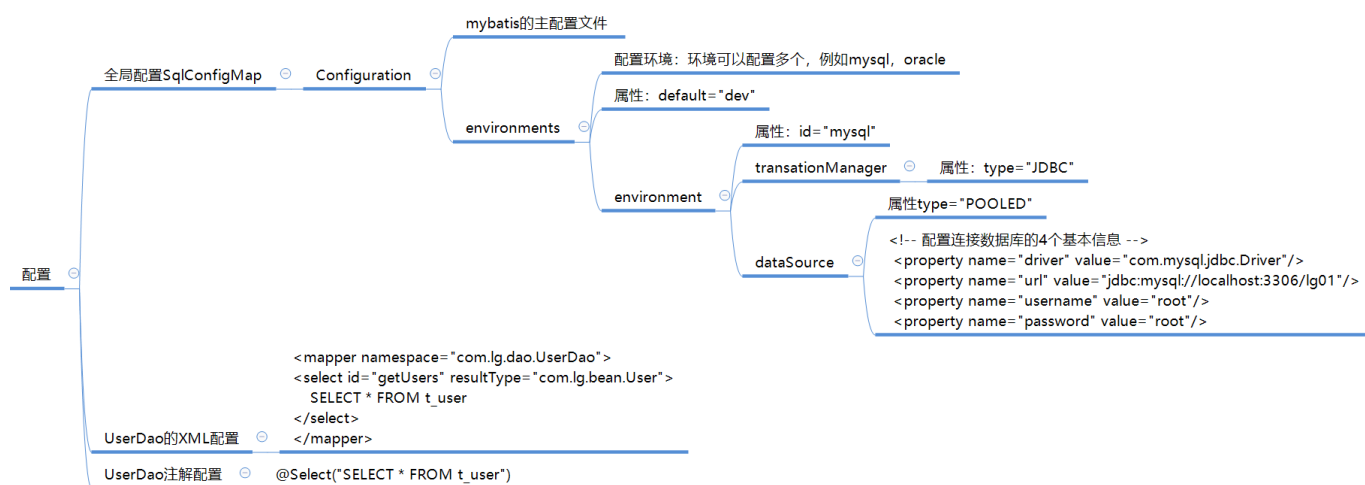 配置
全局配置SqlConfigMap
Configuration
mybatis的主配置文件
environments
配置环境：环境可以配置多个，例如mysql，oracle
属性：default="dev"
environment
属性：id="mysql"
transationManager
属性：type="JDBC"
dataSource
属性type="POOLED"
<!-- 配置连接数据库的4个基本信息 -->
<property name="driver" value="com.mysql.jdbc.Driver"/>
<property name="url" value="jdbc:mysql://localhost:3306/lg01"/>
<property name="username" value="root"/>
<property name="password" value="root"/>
UserDao的XML配置
<mapper namespace="com.lg.dao.UserDao">
<select id="getUsers" resultType="com.lg.bean.User">
SELECT * FROM t_user
</select>
</mapper>
UserDao注解配置
@Select("SELECT * FROM t_user")